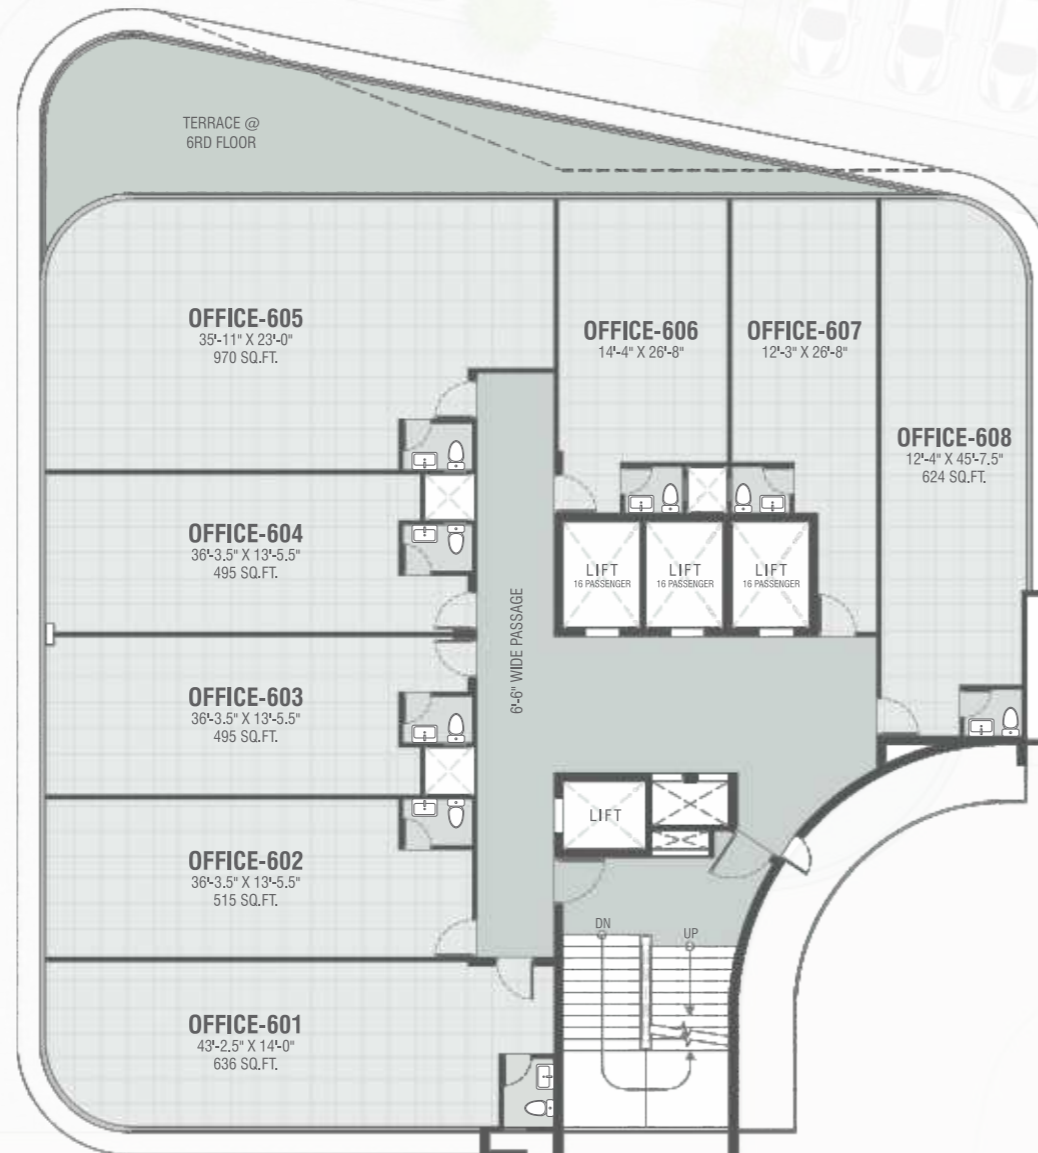 TERRACE @
6RD FLOOR
OFFICE-605
35'-11" X 23'-0"
970 SQ.FT.
OFFICE-606
14'-4" X 26'-8"
OFFICE-607
12'-3" X 26'-8"
OFFICE-608
12'-4" X 45'-7.5"
624 SQ.FT.
OFFICE-604
36'-3.5" X 13'-5.5"
495 SQ.FT.
LIFT
16 PASSENGER
LIFT
16 PASSENGER
LIFT
16 PASSENGER
6'-6" WIDE PASSAGE
OFFICE-603
36'-3.5" X 13'-5.5"
495 SQ.FT.
LIFT
OFFICE-602
36'-3.5" X 13'-5.5"
515 SQ.FT.
DN
UP
OFFICE-601
43'-2.5" X 14'-0"
636 SQ.FT.